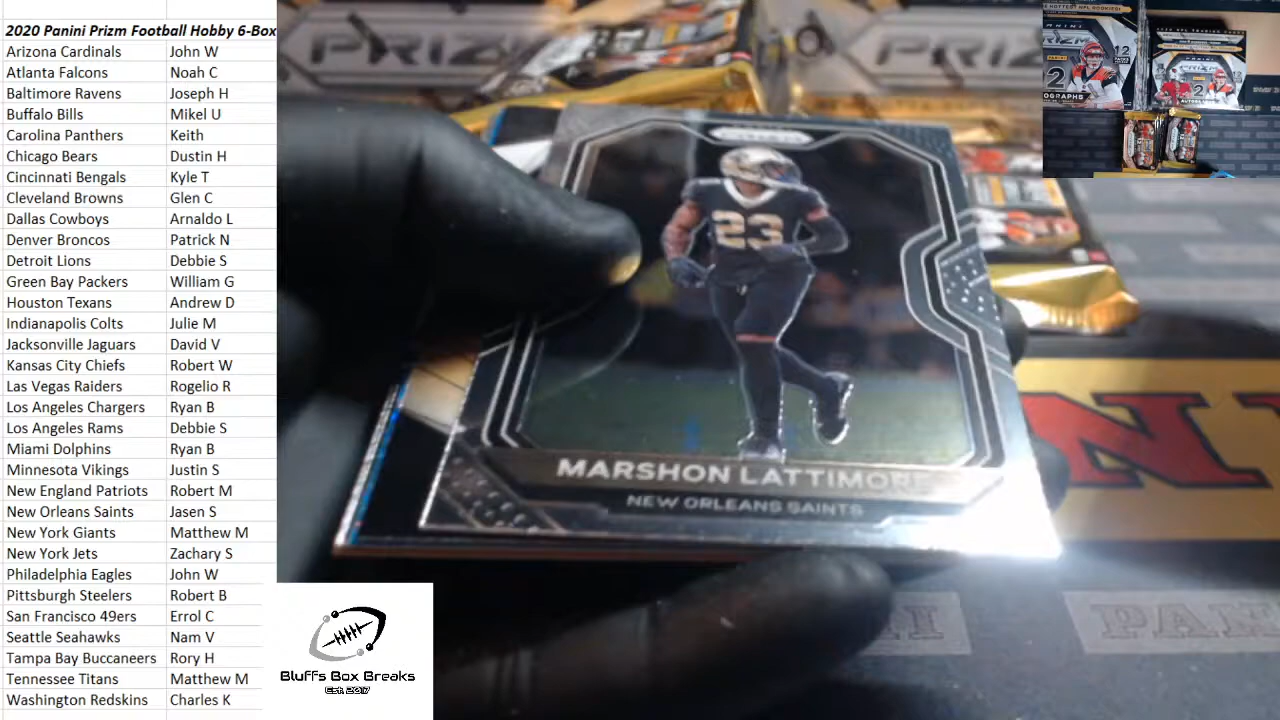 2020 Panini Prizm Football Hobby 6-Box
Arizona Cardinals John W
Atlanta Falcons Noah C
Baltimore Ravens Joseph H
Buffalo Bills Mikel U
Carolina Panthers Keith
Chicago Bears Dustin H
Cincinnati Bengals Kyle T
Cleveland Browns Glen C
Dallas Cowboys Arnaldo L
Denver Broncos Patrick N
Detroit Lions Debbie S
Green Bay Packers William G
Houston Texans Andrew D
Indianapolis Colts Julie M
Jacksonville Jaguars David V
Kansas City Chiefs Robert W
Las Vegas Raiders Rogelio R
Los Angeles Chargers Ryan B
Los Angeles Rams Debbie S
Miami Dolphins Ryan B
Minnesota Vikings Justin S
New England Patriots Robert M
New Orleans Saints Jasen S
New York Giants Matthew M
New York Jets Zachary S
Philadelphia Eagles John W
Pittsburgh Steelers Robert B
San Francisco 49ers Errol C
Seattle Seahawks Nam V
Tampa Bay Buccaneers Rory H
Tennessee Titans Matthew M
Washington Redskins Charles K
Bluffs Box Breaks
Est. 2017
23
MARSHON LATTIMORE
NEW ORLEANS SAINTS